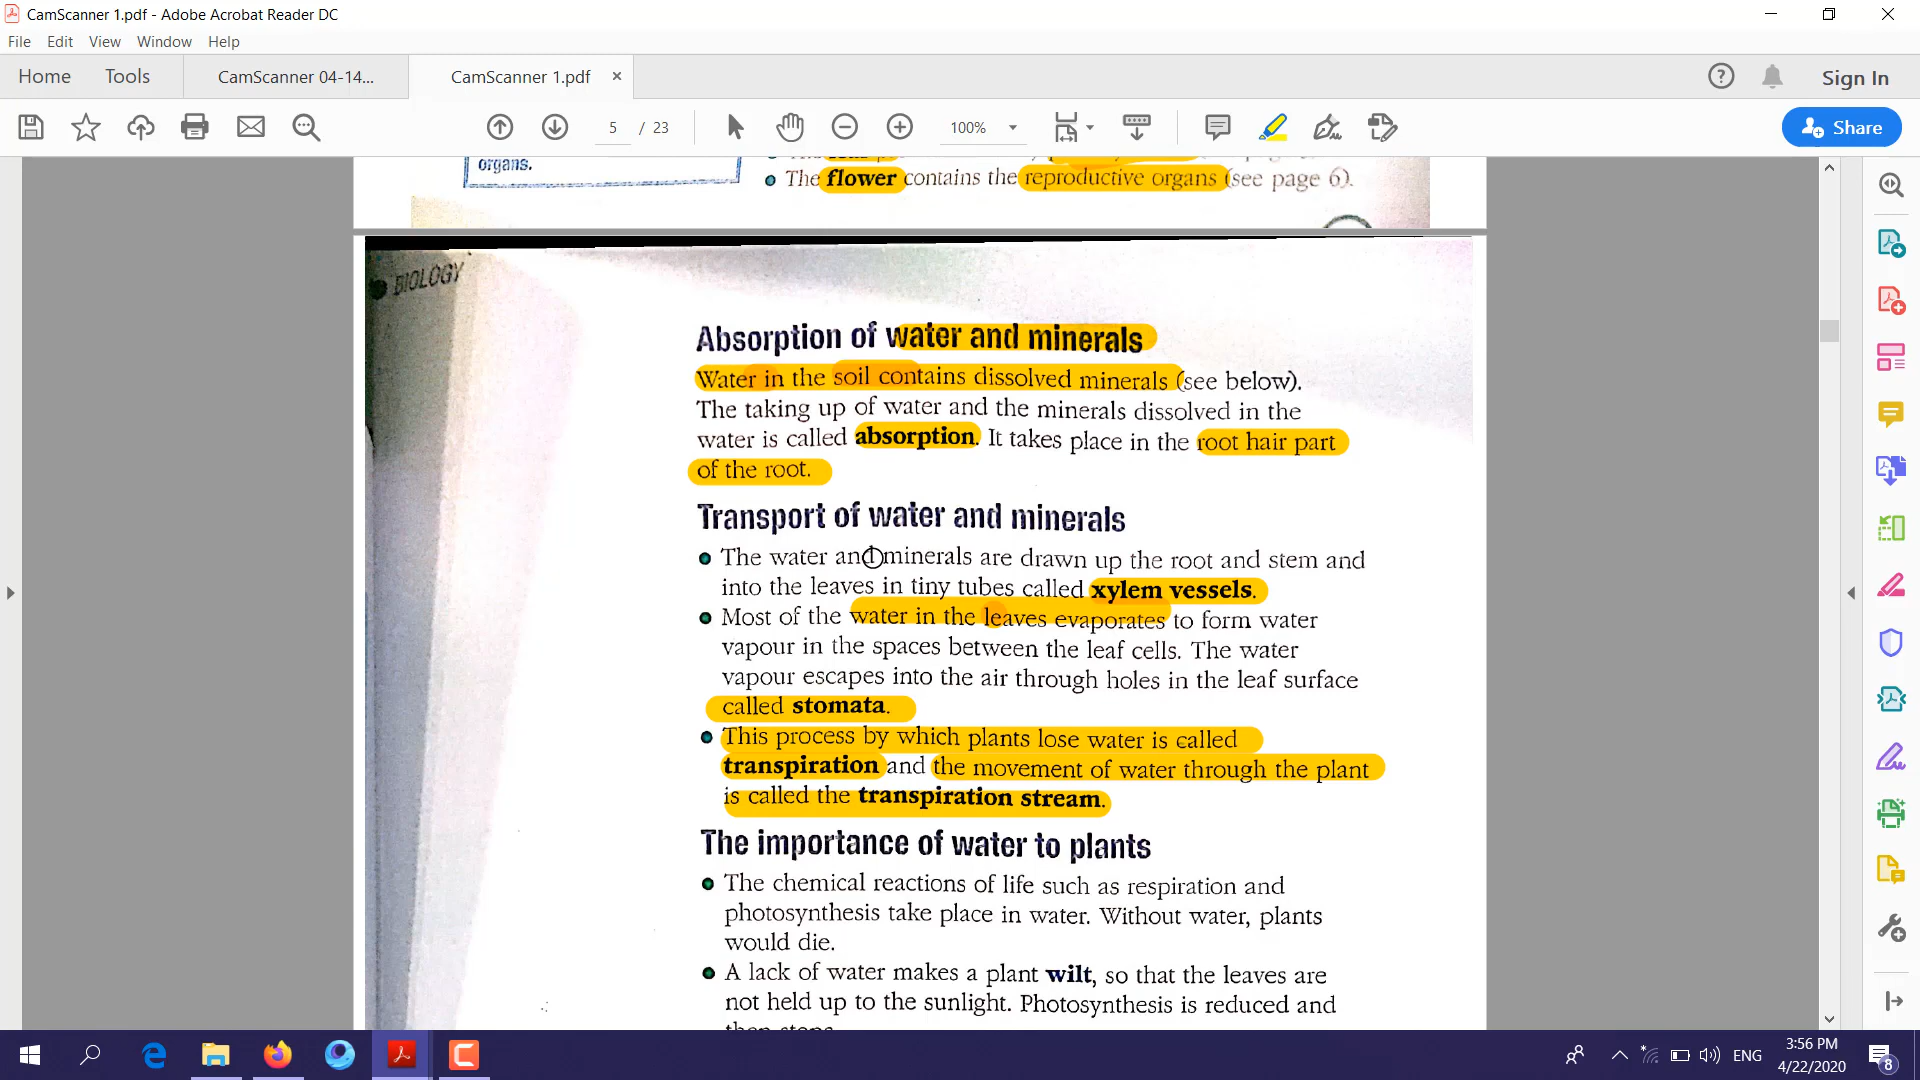 CamScanner 1.pdf - Adobe Acrobat Reader DC
File Edit View Window Help
Home Tools CamScanner 04-14... CamScanner 1.pdf × Sign In
5 / 23 100% Share
organs.
The flower contains the reproductive organs (see page 6).
BIOLOGY
Absorption of water and minerals
Water in the soil contains dissolved minerals (see below).
The taking up of water and the minerals dissolved in the
water is called absorption. It takes place in the root hair part
of the root.
Transport of water and minerals
The water and minerals are drawn up the root and stem and
into the leaves in tiny tubes called xylem vessels.
Most of the water in the leaves evaporates to form water
vapour in the spaces between the leaf cells. The water
vapour escapes into the air through holes in the leaf surface
called stomata.
This process by which plants lose water is called
transpiration and the movement of water through the plant
is called the transpiration stream.
The importance of water to plants
The chemical reactions of life such as respiration and
photosynthesis take place in water. Without water, plants
would die.
A lack of water makes a plant wilt, so that the leaves are
not held up to the sunlight. Photosynthesis is reduced and
ENG
3:56 PM
4/22/2020
8